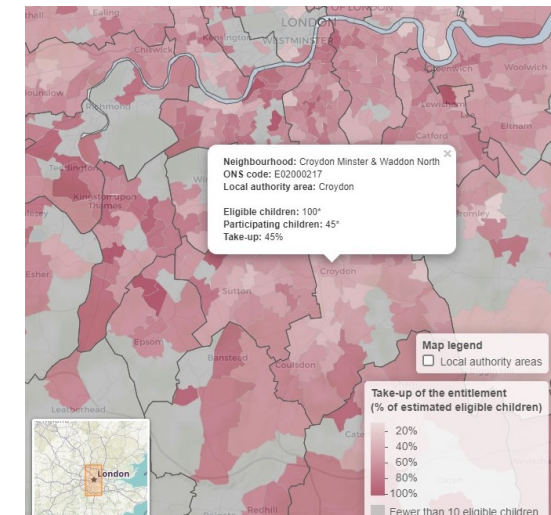 Ealing
OF LONDON
LONDON
Kensington
WESTMINSTER
Chiswick
Greenwich
Woolwich
Richmond
Lewisham
Catford
Eltham
Teddington
Kingston upon
Thames
×
Neighbourhood: Croydon Minster & Waddon North
ONS code: E02000217
Local authority area: Croydon
Eligible children: 100*
Participating children: 45*
Take-up: 45%
Bromley
Esher
Croydon
Sutton
Epsom
Banstead
Coulsdon
Leatherhead
Redhill
Map legend
Local authority areas
Take-up of the entitlement
(% of estimated eligible children)
20%
40%
60%
80%
100%
Fewer than 10 eligible children
London